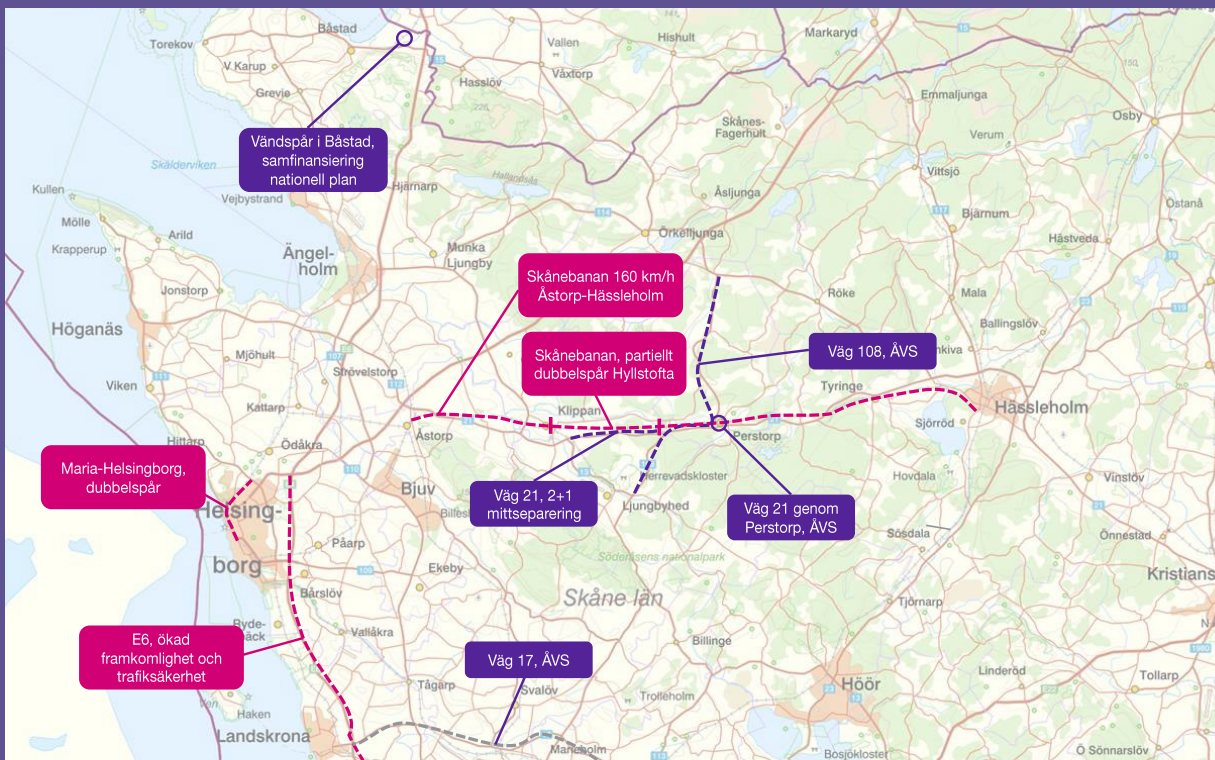 Båstad
Torekov
V Karup
Grevie
Vallen
Hishult
Markaryd
Hasslöv
Våxtorp
Emmaljunga
Osby
Skånes-
Fagerhult
Verum
Vändspår i Båstad,
samfinansiering
nationell plan
Skälderviken
Hallandsås
Vittsjö
Kullen
Vejbystrand
Hjärnarp
Åsljunga
Östanå
Mölle
Arild
Bjärnum
Krapperup
Ängel-
holm
Munka
Ljungby
Örkelljunga
Hästveda
Jonstorp
Skånebanan 160 km/h
Åstorp-Hässleholm
Röke
Mala
Höganäs
Ballingslöv
Mjöhult
Strövelstorp
Skånebanan, partiellt
dubbelspår Hyllstofta
Väg 108, ÅVS
Viken
Tyringe
Kattarp
Klippan
Hässleholm
Hittarp
Ödåkra
Åstorp
Perstorp
Sjörröd
Maria-Helsingborg,
dubbelspår
Bjuv
Herrevadskloster
Hovdala
Vinslöv
Väg 21, 2+1
mittseparering
Ljungbyhed
Väg 21 genom
Perstorp, ÅVS
Helsing-
borg
Påarp
Sösdala
Önnestad
Söderåsens nationalpark
Ekeby
Kristians
Bårslöv
Skåne län
Tjörnarp
Vallåkra
Billinge
E6, ökad
framkomlighet och
trafiksäkerhet
Väg 17, ÅVS
Linderöd
Tollarp
Tågarp
Svalöv
Trolleholm
Höör
Ven
Haken
Landskrona
Marieholm
Bosjökloster
Ö Sönnarslöv